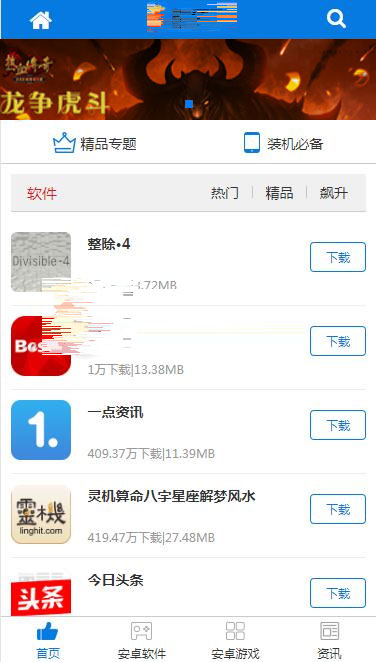 热血传奇
龙争虎斗
精品专题
装机必备
软件
热门 精品 飙升
Divisible-4
整除•4
3.72MB
下载
1万下载|13.38MB
下载
1.
一点资讯
409.37万下载|11.39MB
下载
靈機
linghit.com
灵机算命八字星座解梦风水
419.47万下载|27.48MB
下载
头条
今日头条
下载
首页
安卓软件
安卓游戏
资讯